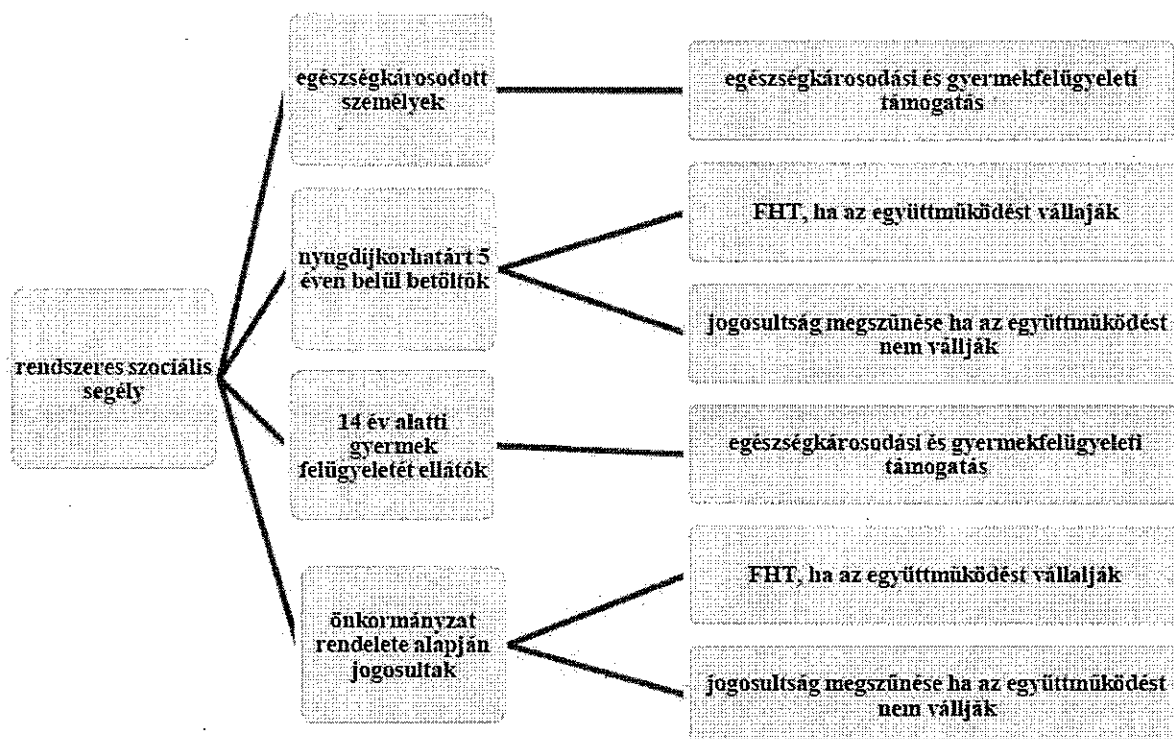 rendszeres szociális
segély
egészségkárosodott
személyek
egészségkárosodási és gyermekfelügyeleti
támogatás
nyugdíjkorhatárt 5
éven belül betöltők
FHT, ha az együttműködést vállaják
jogosultság megszűnése ha az együttműködést
nem vállják
14 év alatti
gyermek
felügyeletét ellátók
egészségkárosodási és gyermekfelügyeleti
támogatás
önkormányzat
rendelete alapján
jogosultak
FHT, ha az együttműködést vállalják
jogosultság megszűnése ha az együttműködést
nem vállják